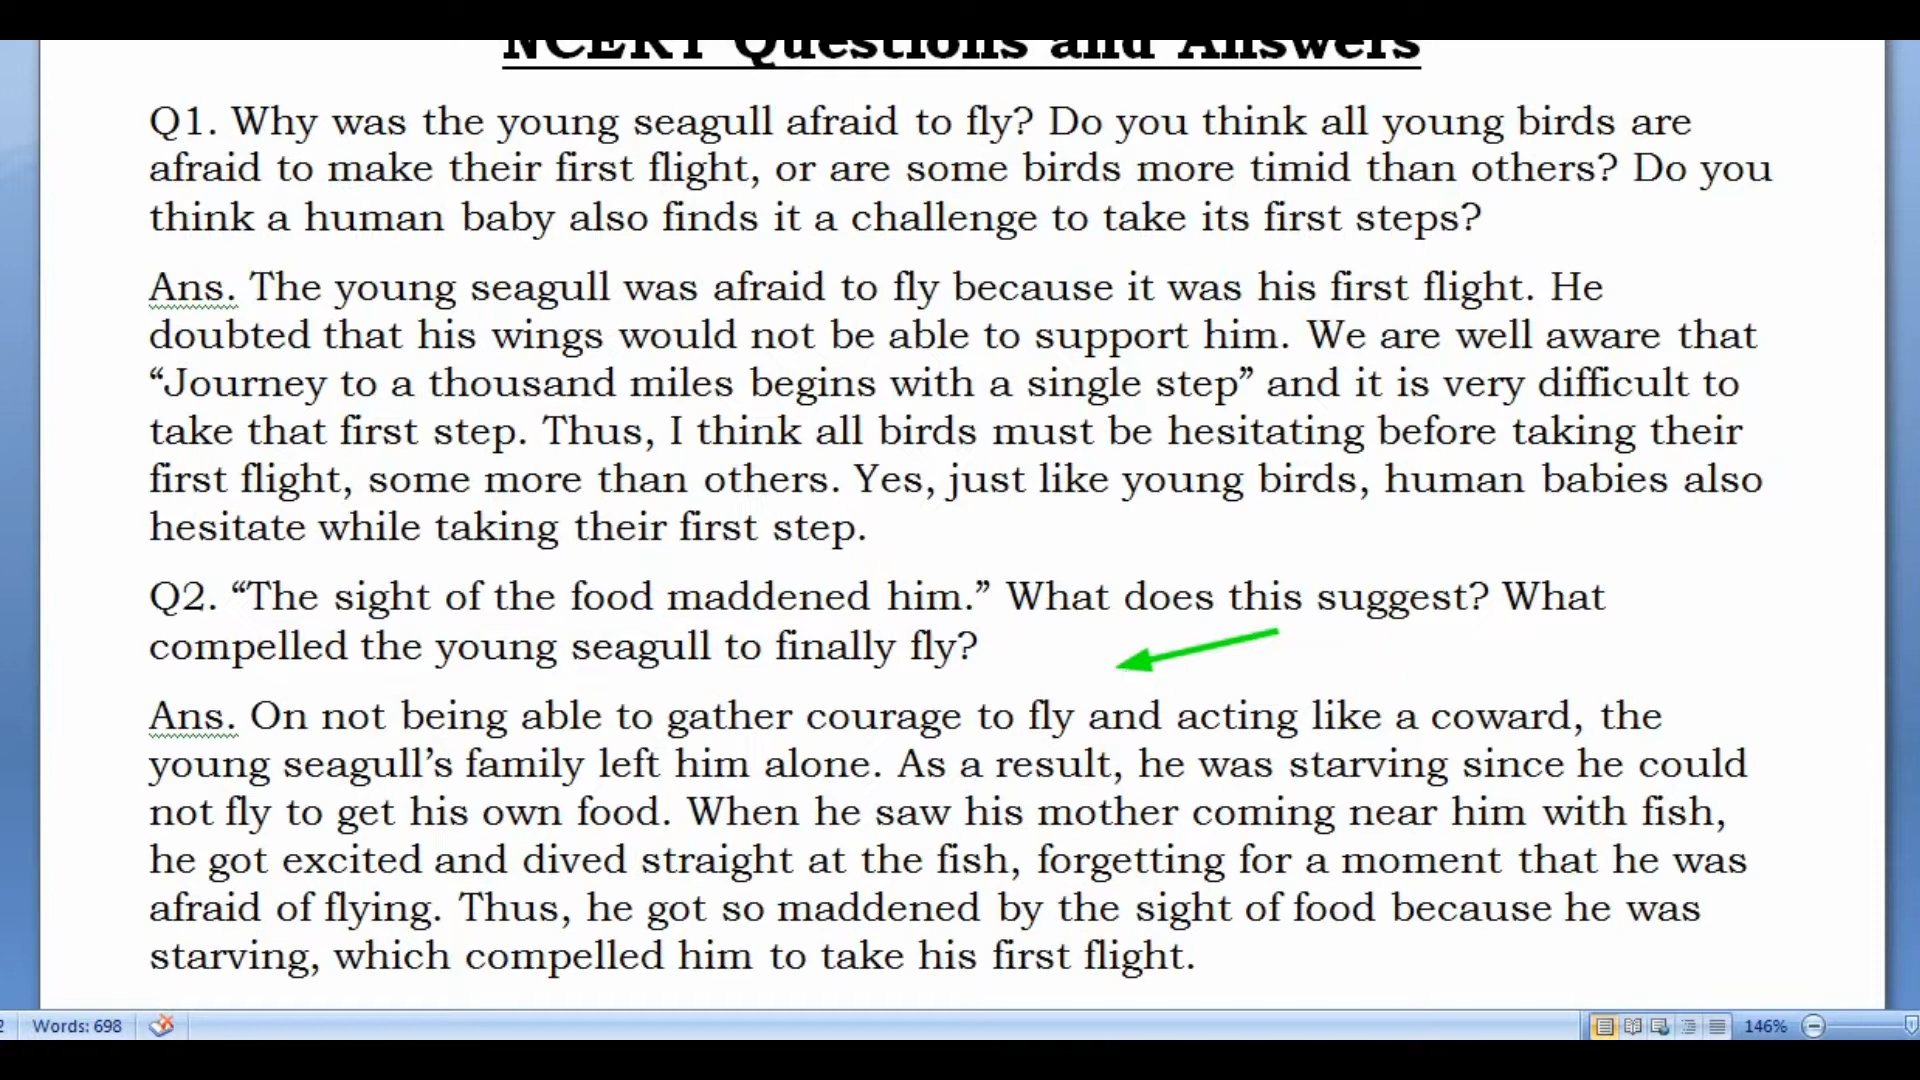 NCERT Questions and Answers
Q1. Why was the young seagull afraid to fly? Do you think all young birds are
afraid to make their first flight, or are some birds more timid than others? Do you
think a human baby also finds it a challenge to take its first steps?
Ans. The young seagull was afraid to fly because it was his first flight. He
doubted that his wings would not be able to support him. We are well aware that
“Journey to a thousand miles begins with a single step” and it is very difficult to
take that first step. Thus, I think all birds must be hesitating before taking their
first flight, some more than others. Yes, just like young birds, human babies also
hesitate while taking their first step.
Q2. “The sight of the food maddened him.” What does this suggest? What
compelled the young seagull to finally fly?
Ans. On not being able to gather courage to fly and acting like a coward, the
young seagull’s family left him alone. As a result, he was starving since he could
not fly to get his own food. When he saw his mother coming near him with fish,
he got excited and dived straight at the fish, forgetting for a moment that he was
afraid of flying. Thus, he got so maddened by the sight of food because he was
starving, which compelled him to take his first flight.
2 Words: 698 146%